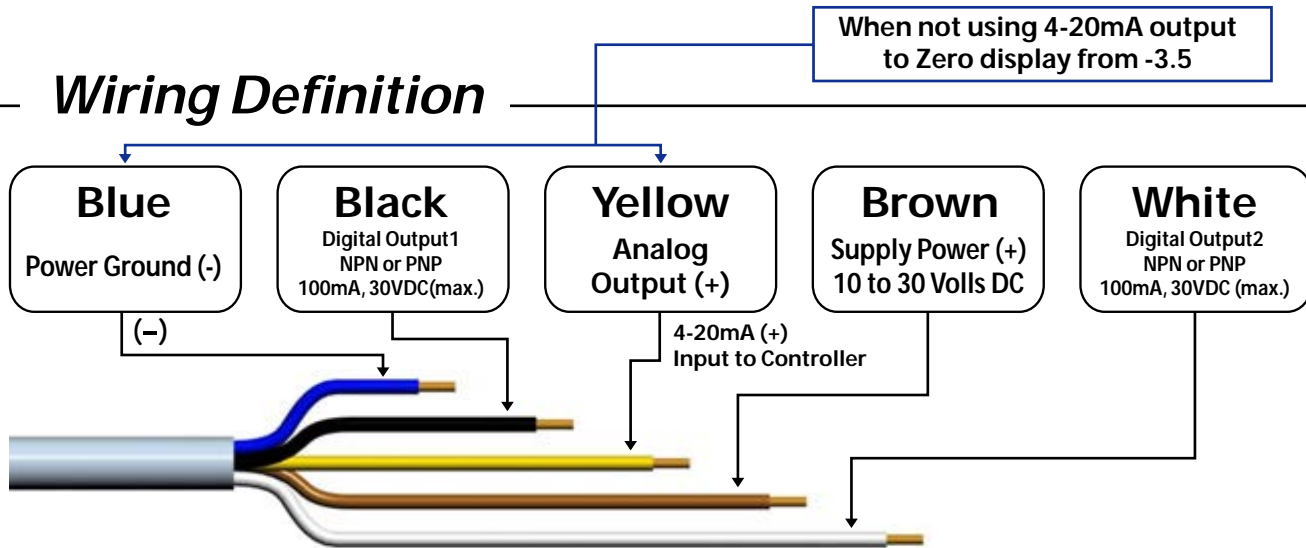 When not using 4-20mA output
to Zero display from -3.5
Wiring Definition
Blue
Power Ground (-)
Black
Digital Output1
NPN or PNP
100mA, 30VDC(max.)
Yellow
Analog
Output (+)
Brown
Supply Power (+)
10 to 30 Volls DC
White
Digital Output2
NPN or PNP
100mA, 30VDC (max.)
(–)
4-20mA (+)
Input to Controller